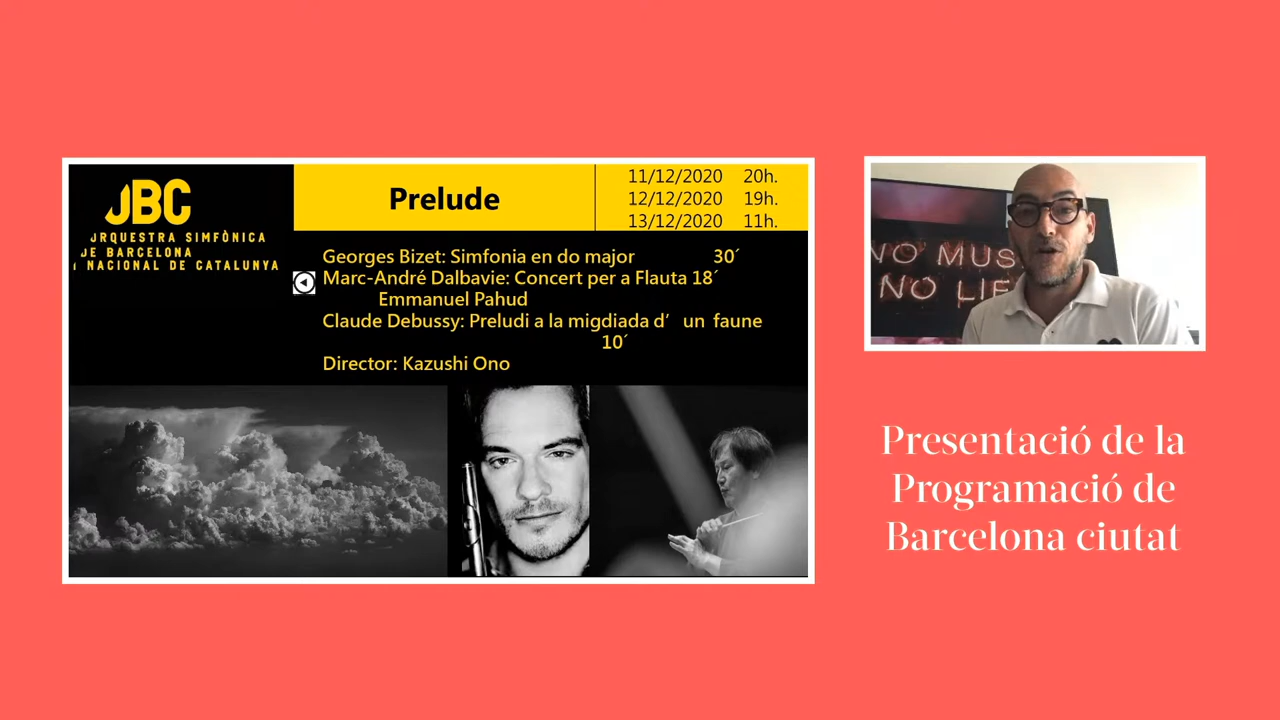 JBC
JRQUESTRA SIMFÒNICA
DE BARCELONA
I NACIONAL DE CATALUNYA
Prelude
11/12/2020 20h.
12/12/2020 19h.
13/12/2020 11h.
Georges Bizet: Simfonia en do major 30´
Marc-André Dalbavie: Concert per a Flauta 18´
Emmanuel Pahud
Claude Debussy: Preludi a la migdiada d’ un faune
10´
Director: Kazushi Ono
NO MUS
NO LIF
Presentació de la
Programació de
Barcelona ciutat